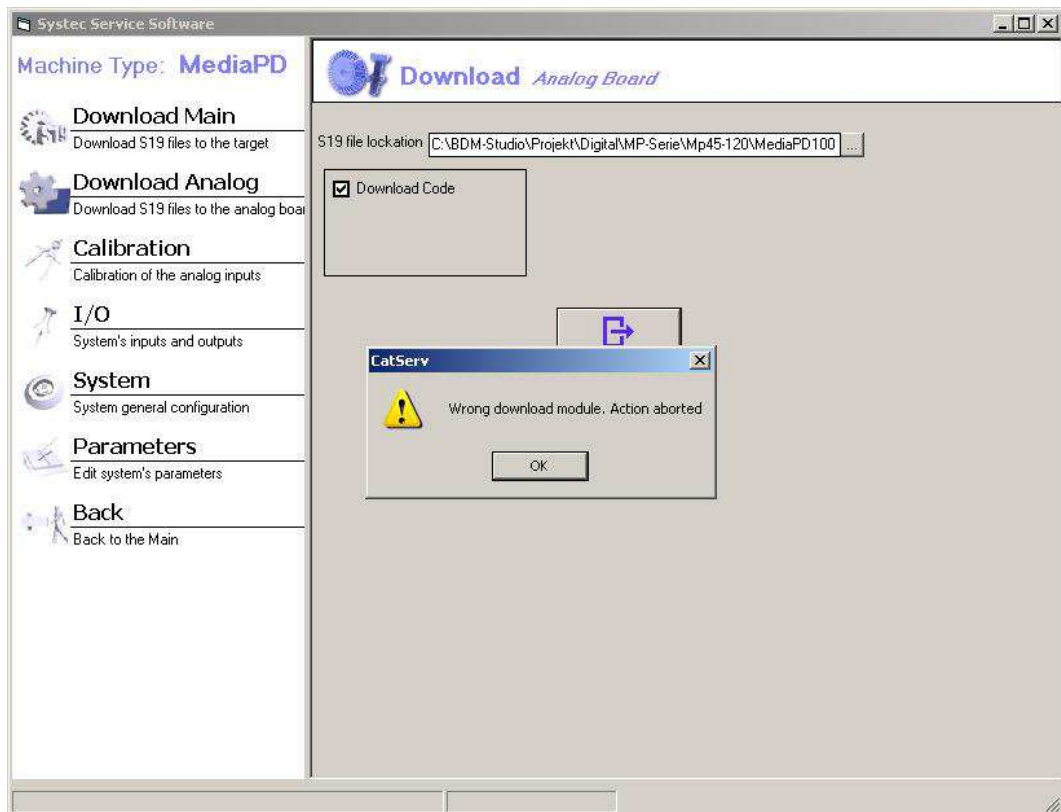 Systec Service Software
Machine Type: MediaPD
Download Main
Download S19 files to the target
Download Analog
Download S19 files to the analog boar
Calibration
Calibration of the analog inputs
I/O
System's inputs and outputs
System
System general configuration
Parameters
Edit system's parameters
Back
Back to the Main
Download Analog Board
S19 file lockation C:\BDM-Studio\Projekt\Digital\MP-Serie\Mp45-120\MediaPD100 ...
Download Code
CatServ
Wrong download module. Action aborted
OK